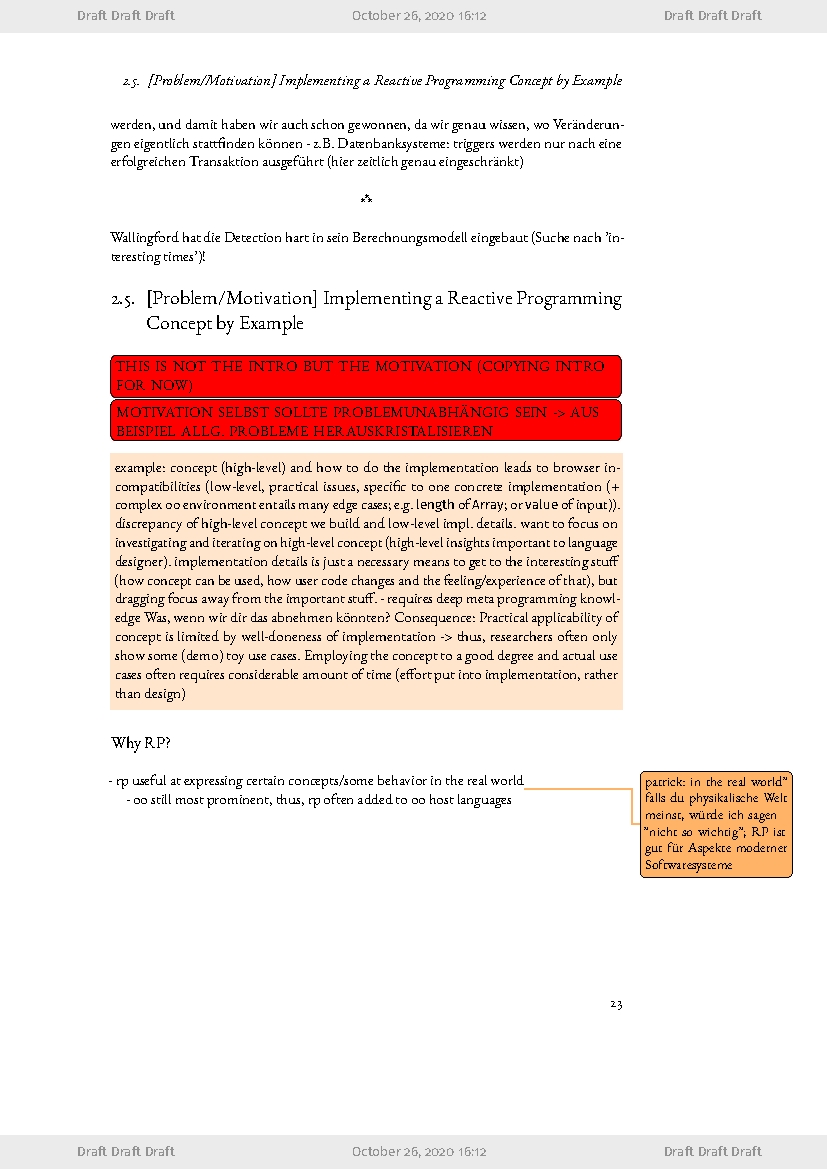 Draft Draft Draft October 26, 2020 16:12 Draft Draft Draft
2.5. [Problem/Motivation] Implementing a Reactive Programming Concept by Example
werden, und damit haben wir auch schon gewonnen, da wir genau wissen, wo Veränderun-
gen eigentlich stattfinden können - z.B. Datenbanksysteme: triggers werden nur nach eine
erfolgreichen Transaktion ausgeführt (hier zeitlich genau eingeschränkt)
⁂
Wallingford hat die Detection hart in sein Berechnungsmodell eingebaut (Suche nach ’in-
teresting times’)!
2.5. [Problem/Motivation] Implementing a Reactive Programming
Concept by Example
THIS IS NOT THE INTRO BUT THE MOTIVATION (COPYING INTRO
FOR NOW)
MOTIVATION SELBST SOLLTE PROBLEMUNABHÄNGIG SEIN -> AUS
BEISPIEL ALLG. PROBLEME HERAUSKRISTALISIEREN
example: concept (high-level) and how to do the implementation leads to browser in-
compatibilities (low-level, practical issues, specific to one concrete implementation (+
complex oo environment entails many edge cases; e.g. length of Array; or value of input)).
discrepancy of high-level concept we build and low-level impl. details. want to focus on
investigating and iterating on high-level concept (high-level insights important to language
designer). implementation details is just a necessary means to get to the interesting stuff
(how concept can be used, how user code changes and the feeling/experience of that), but
dragging focus away from the important stuff. - requires deep meta programming knowl-
edge Was, wenn wir dir das abnehmen könnten? Consequence: Practical applicability of
concept is limited by well-doneness of implementation -> thus, researchers often only
show some (demo) toy use cases. Employing the concept to a good degree and actual use
cases often requires considerable amount of time (effort put into implementation, rather
than design)
Why RP?
- rp useful at expressing certain concepts/some behavior in the real world
- oo still most prominent, thus, rp often added to oo host languages
patrick: in the real world”
falls du physikalische Welt
meinst, würde ich sagen
”nicht so wichtig”; RP ist
gut für Aspekte moderner
Softwaresysteme
23
Draft Draft Draft October 26, 2020 16:12 Draft Draft Draft